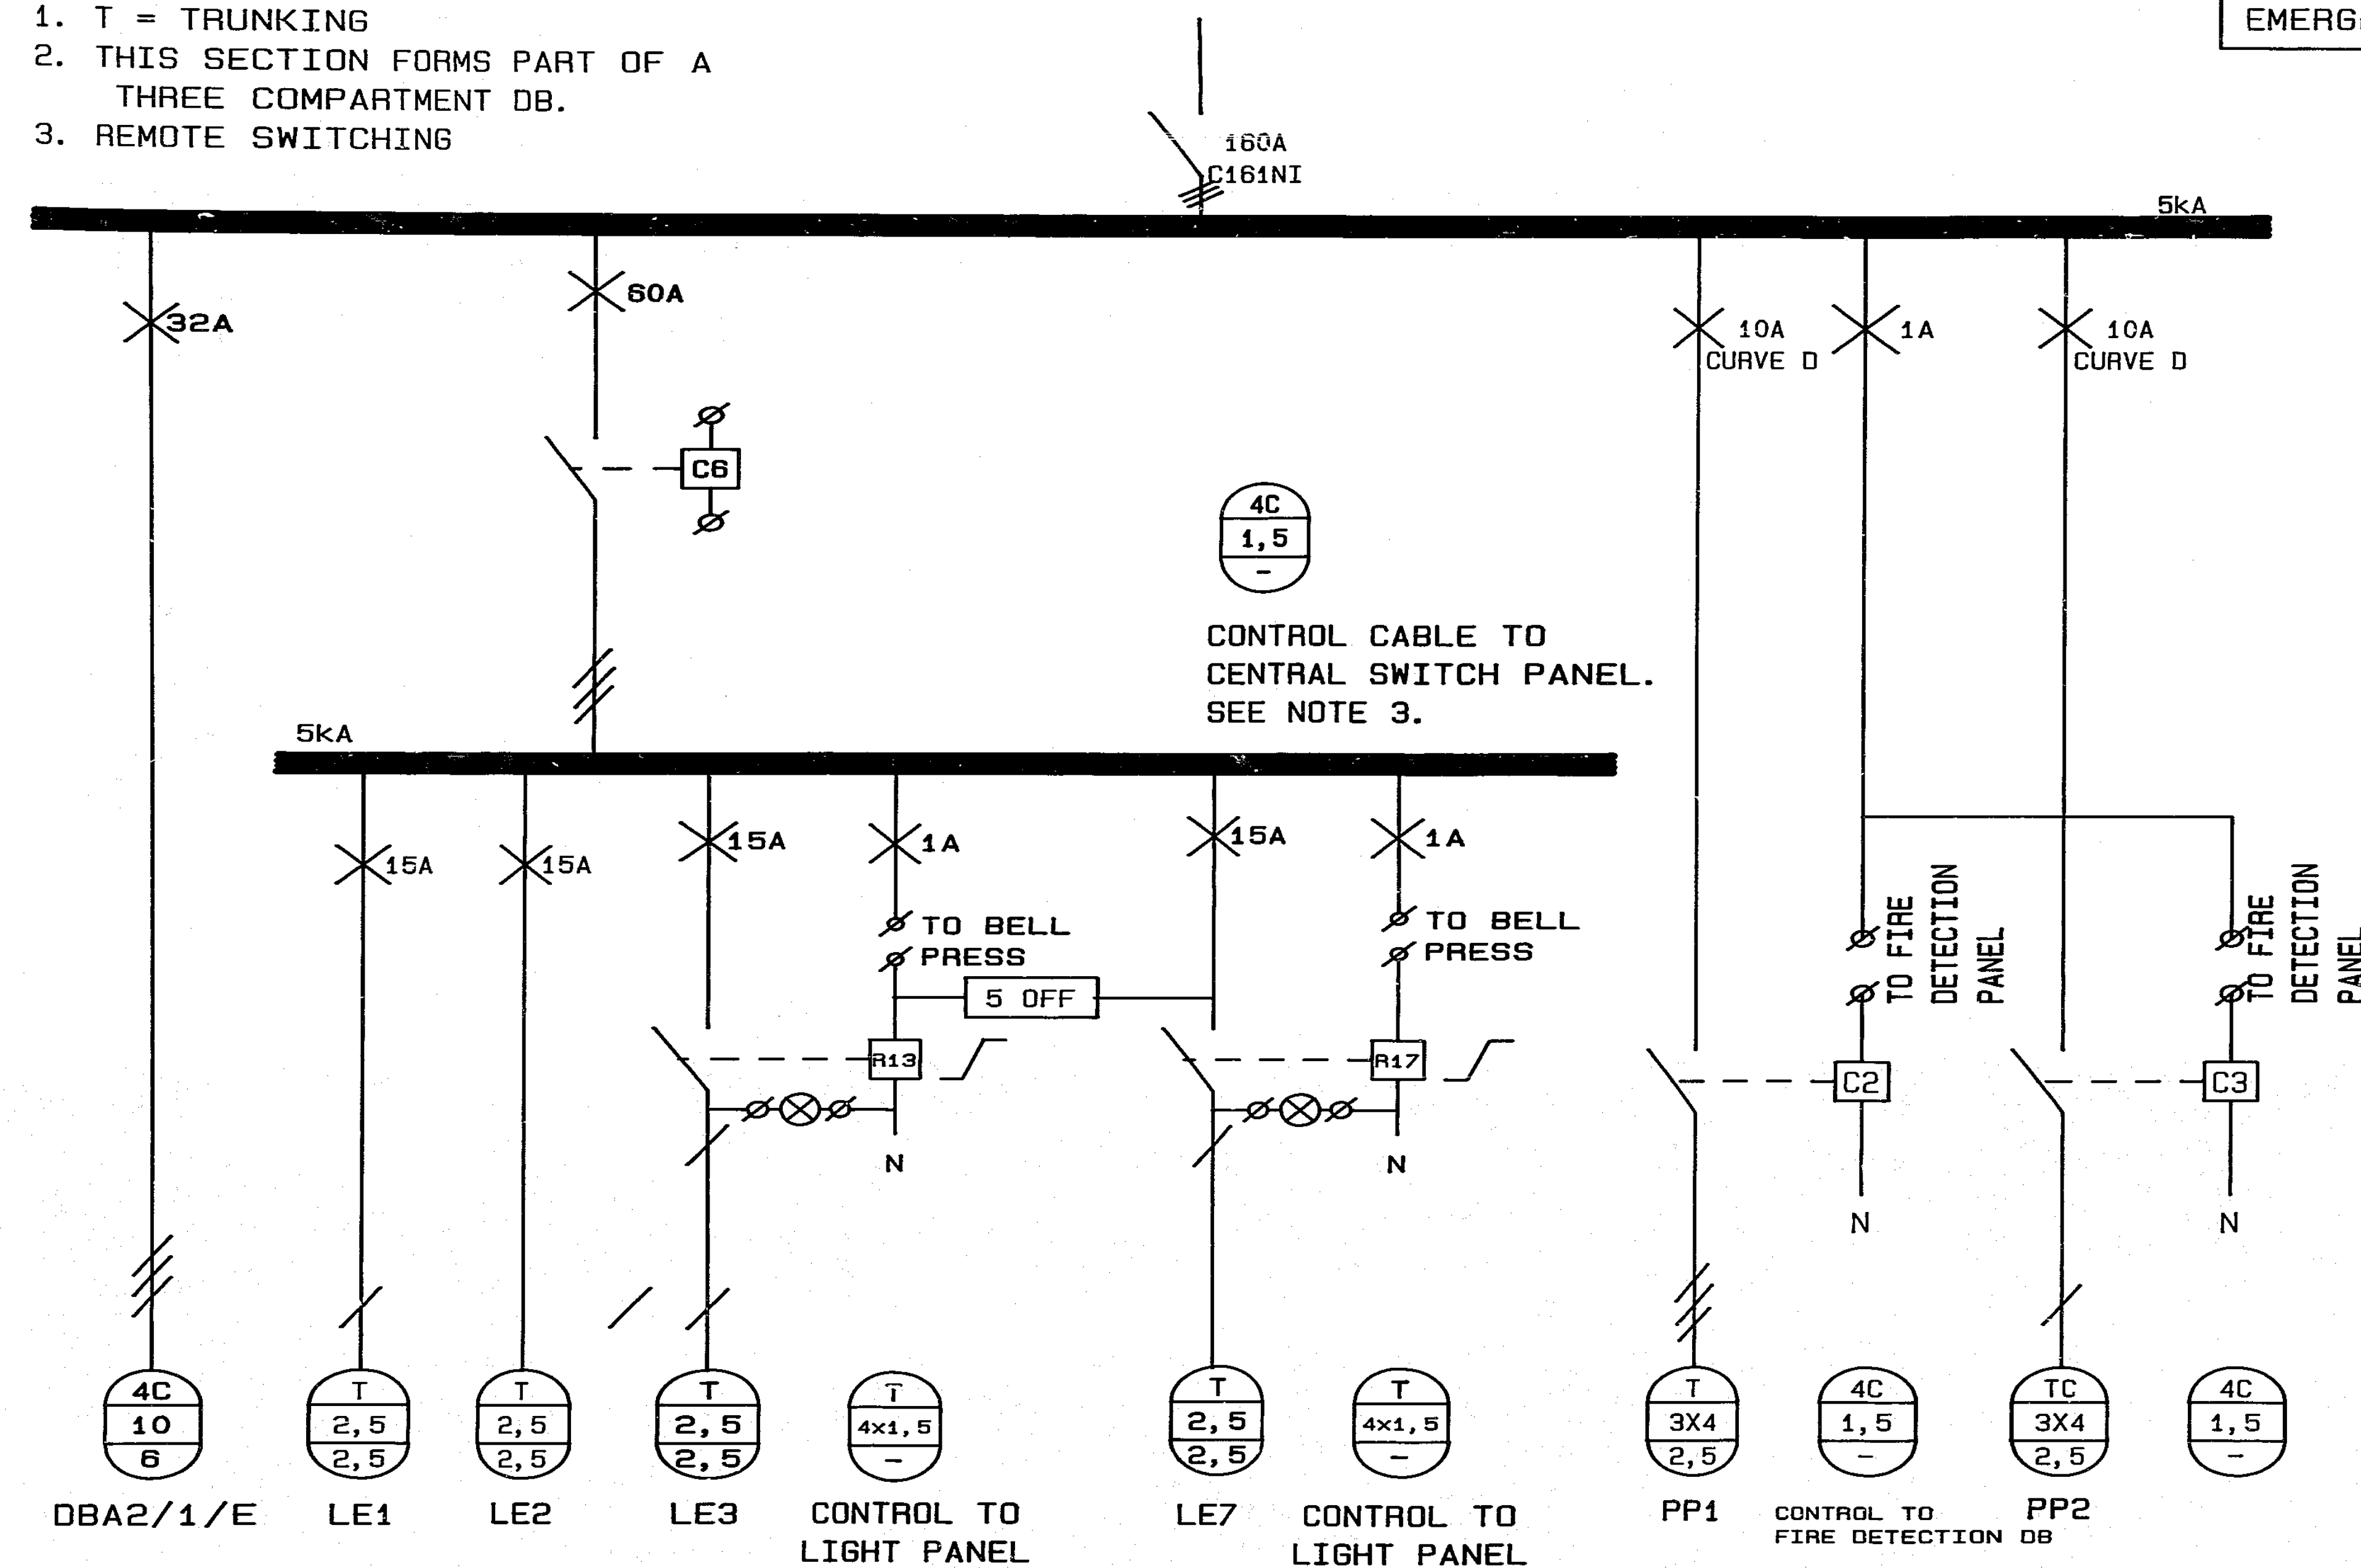 1. T = TRUNKING
2. THIS SECTION FORMS PART OF A
THREE COMPARTMENT DB.
3. REMOTE SWITCHING
160A
C161NI
5kA
32A
60A
10A
CURVE D
1A
10A
CURVE D
C6
4C
1,5
-
CONTROL CABLE TO
CENTRAL SWITCH PANEL.
SEE NOTE 3.
5kA
15A
15A
15A
1A
15A
1A
TO BELL
PRESS
TO BELL
PRESS
5 OFF
TO FIRE
DETECTION
PANEL
TO FIRE
DETECTION
PANEL
R13
R17
C2
C3
N
N
N
N
4C
10
6
T
2,5
2,5
T
2,5
2,5
T
2,5
2,5
T
4x1,5
-
T
2,5
2,5
T
4x1,5
-
T
3X4
2,5
4C
1,5
-
TC
3X4
2,5
4C
1,5
-
DBA2/1/E
LE1
LE2
LE3
CONTROL TO
LIGHT PANEL
LE7
CONTROL TO
LIGHT PANEL
PP1
CONTROL TO
FIRE DETECTION DB
PP2